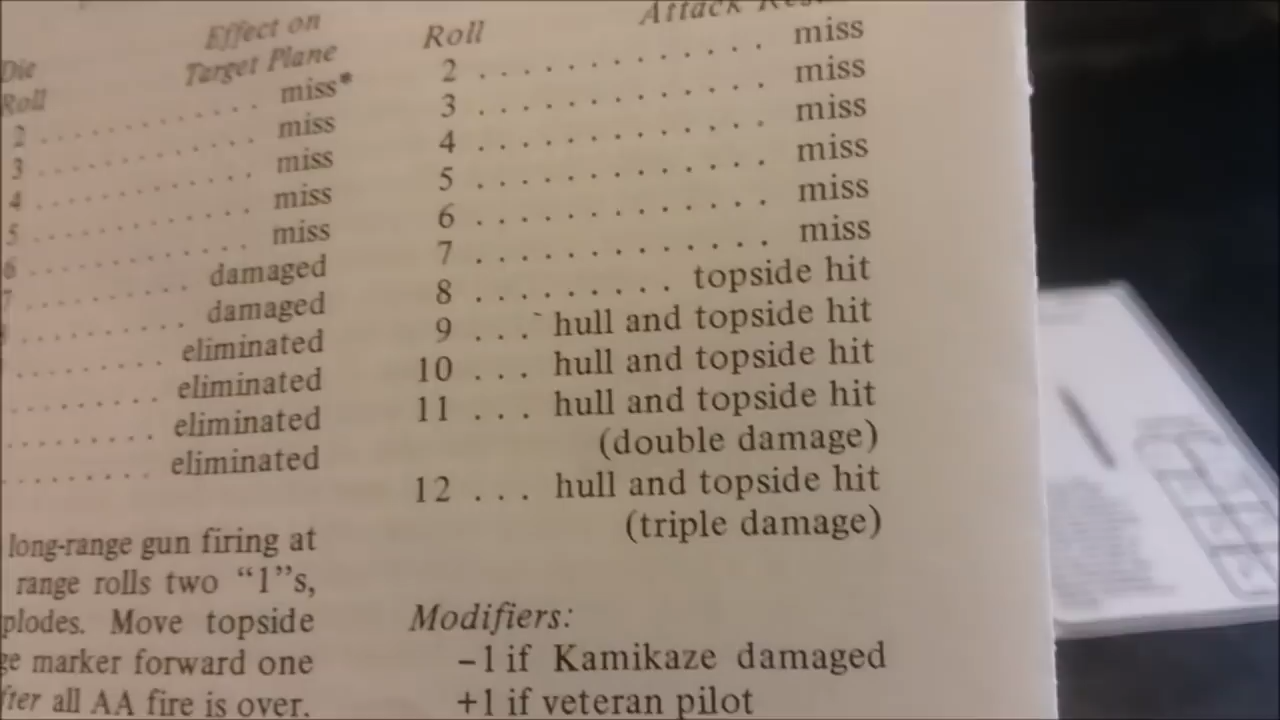 Effect on
Target Plane
Die
Roll
2 . . . . . . . . . . . . . miss*
3 . . . . . . . . . . . . . miss
4 . . . . . . . . . . . . . miss
5 . . . . . . . . . . . . . miss
6 . . . . . . . . . . . . . miss
7 . . . . . . . . . . damaged
. . . . . . . . . . damaged
. . . . . . . . . eliminated
. . . . . . . . . eliminated
. . . . . . . . . eliminated
. . . . . . . . . eliminated
long-range gun firing at
range rolls two “1”s,
plodes. Move topside
ge marker forward one
fter all AA fire is over.
Attack
Roll
2 . . . . . . . . . . . . . miss
3 . . . . . . . . . . . . . miss
4 . . . . . . . . . . . . . miss
5 . . . . . . . . . . . . . miss
6 . . . . . . . . . . . . . miss
7 . . . . . . . . . . . . . miss
8 . . . . . . . . . topside hit
9 . . . hull and topside hit
10 . . . hull and topside hit
11 . . . hull and topside hit
(double damage)
12 . . . hull and topside hit
(triple damage)
Modifiers:
−1 if Kamikaze damaged
+1 if veteran pilot